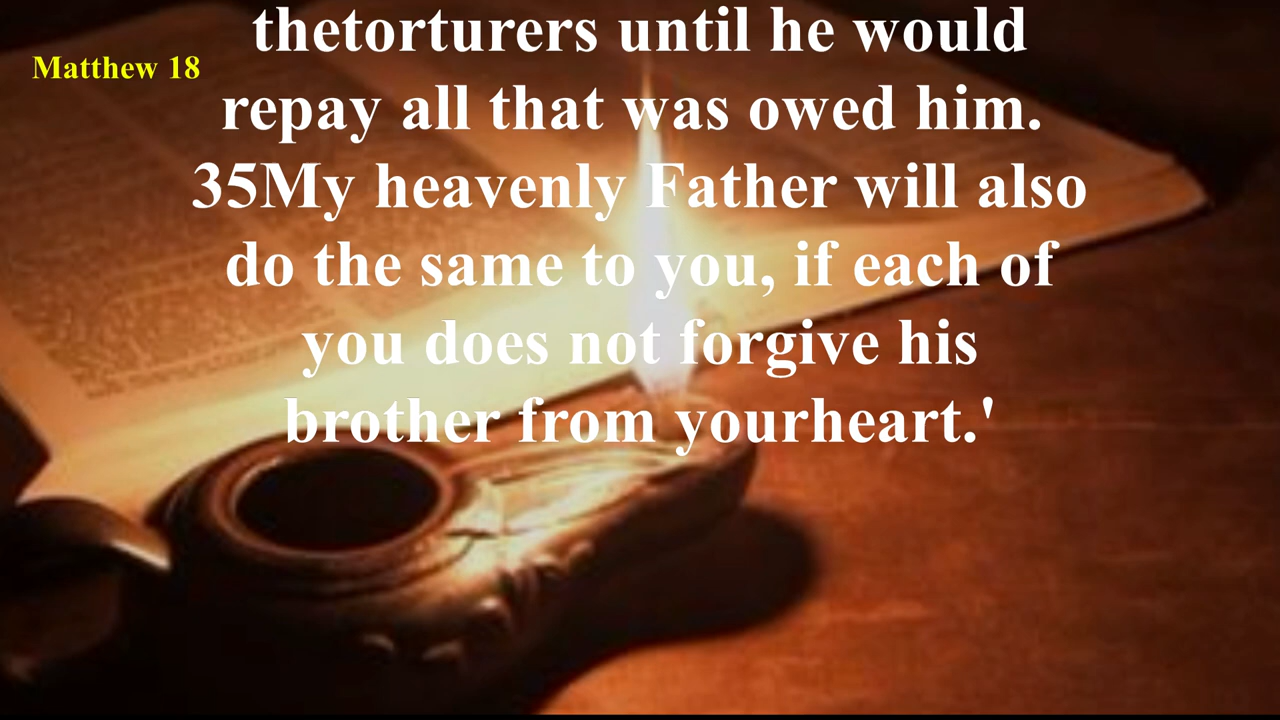 thetorturers until he would
Matthew 18
repay all that was owed him.
35My heavenly Father will also
do the same to you, if each of
you does not forgive his
brother from yourheart.'